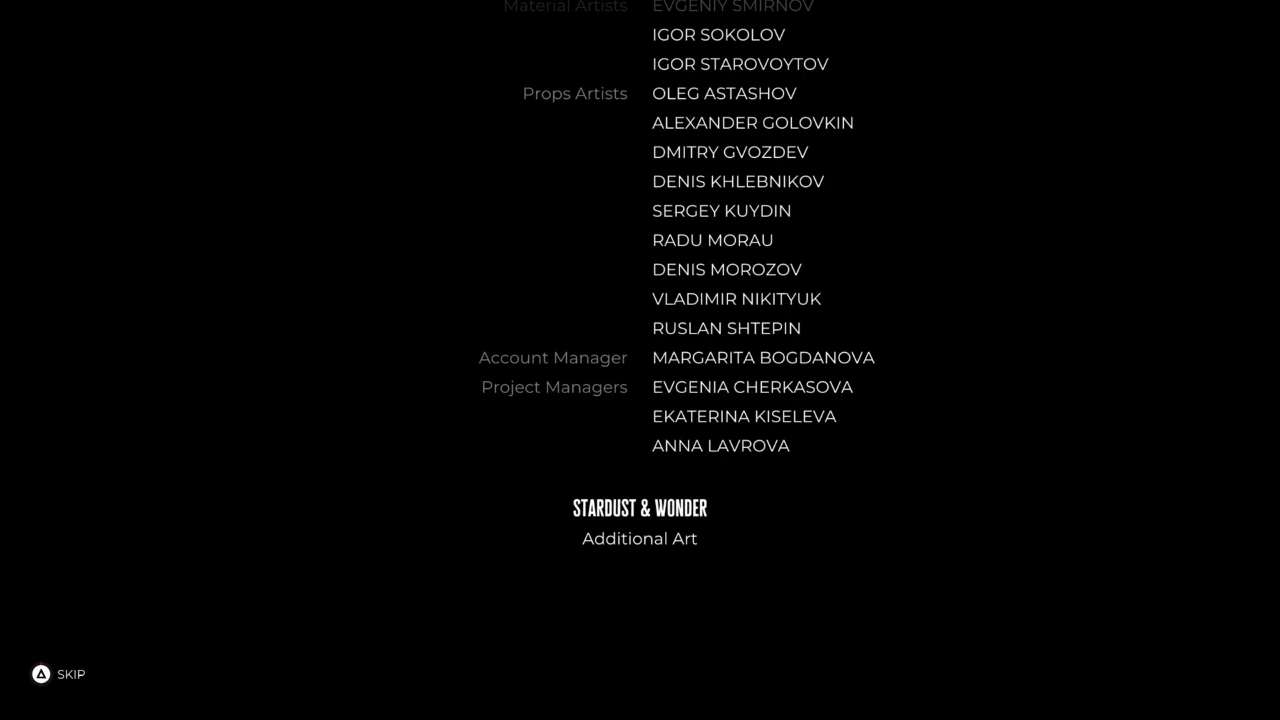 Material Artists EVGENIY SMIRNOV
IGOR SOKOLOV
IGOR STAROVOYTOV
Props Artists OLEG ASTASHOV
ALEXANDER GOLOVKIN
DMITRY GVOZDEV
DENIS KHLEBNIKOV
SERGEY KUYDIN
RADU MORAU
DENIS MOROZOV
VLADIMIR NIKITYUK
RUSLAN SHTEPIN
Account Manager MARGARITA BOGDANOVA
Project Managers EVGENIA CHERKASOVA
EKATERINA KISELEVA
ANNA LAVROVA
STARDUST & WONDER
Additional Art
SKIP